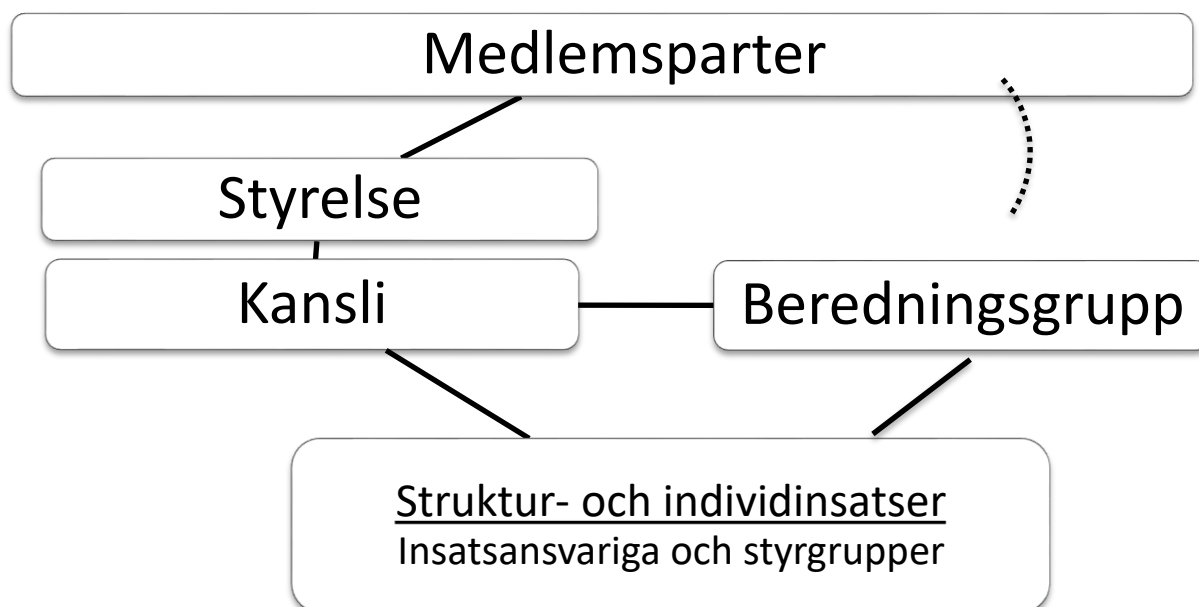 Medlemsparter
Styrelse
Kansli
Beredningsgrupp
Struktur- och individinsatser
Insatsansvariga och styrgrupper